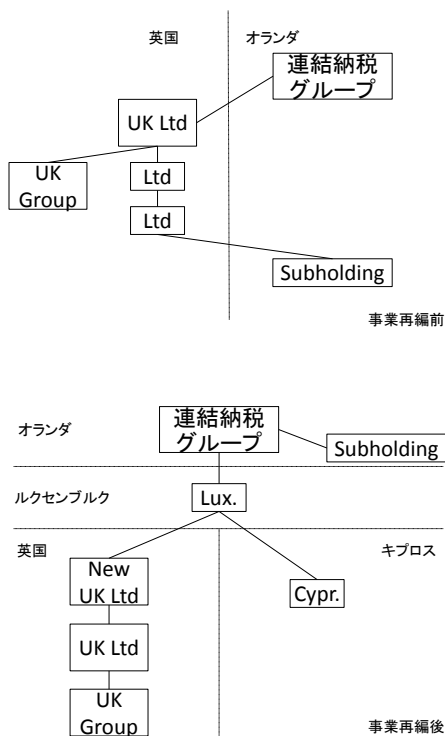 英国
オランダ
連結納税
グループ
UK Ltd
UK
Group
Ltd
Ltd
Subholding
事業再編前
オランダ
連結納税
グループ
Subholding
ルクセンブルク
Lux.
英国
キプロス
New
UK Ltd
Cypr.
UK Ltd
UK
Group
事業再編後